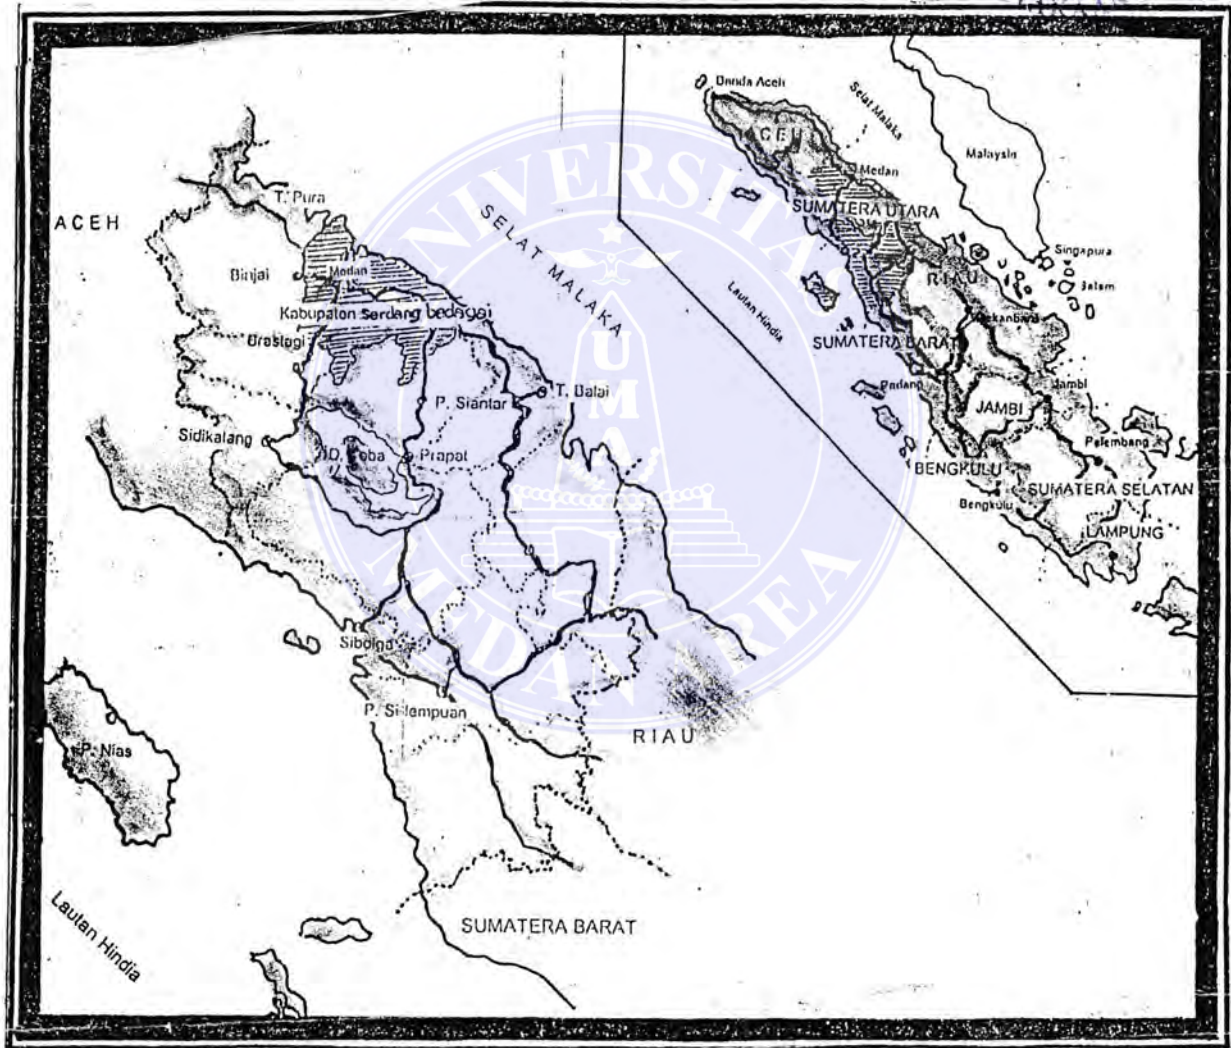 ACEH
T. Pura
Binjai
Medan
Kabupaten Serdang bedagai
Brastagi
SELAT MALAKA
T. Balai
P. Siantar
Sidikalang
D. Toba
Prapat
Sibolga
P. Sidempuan
P. Nias
RIAU
Lautan Hindia
SUMATERA BARAT
Banda Aceh
ACEH
Selat Malaka
Medan
Malaysia
SUMATERA UTARA
Singapura
Batam
RIAU
Lautan Hindia
Pekanbaru
SUMATERA BARAT
Padang
Jambi
JAMBI
Palembang
BENGKULU
SUMATERA SELATAN
Bengkulu
LAMPUNG
UNIVERSITAS
MEDAN AREA
UMA